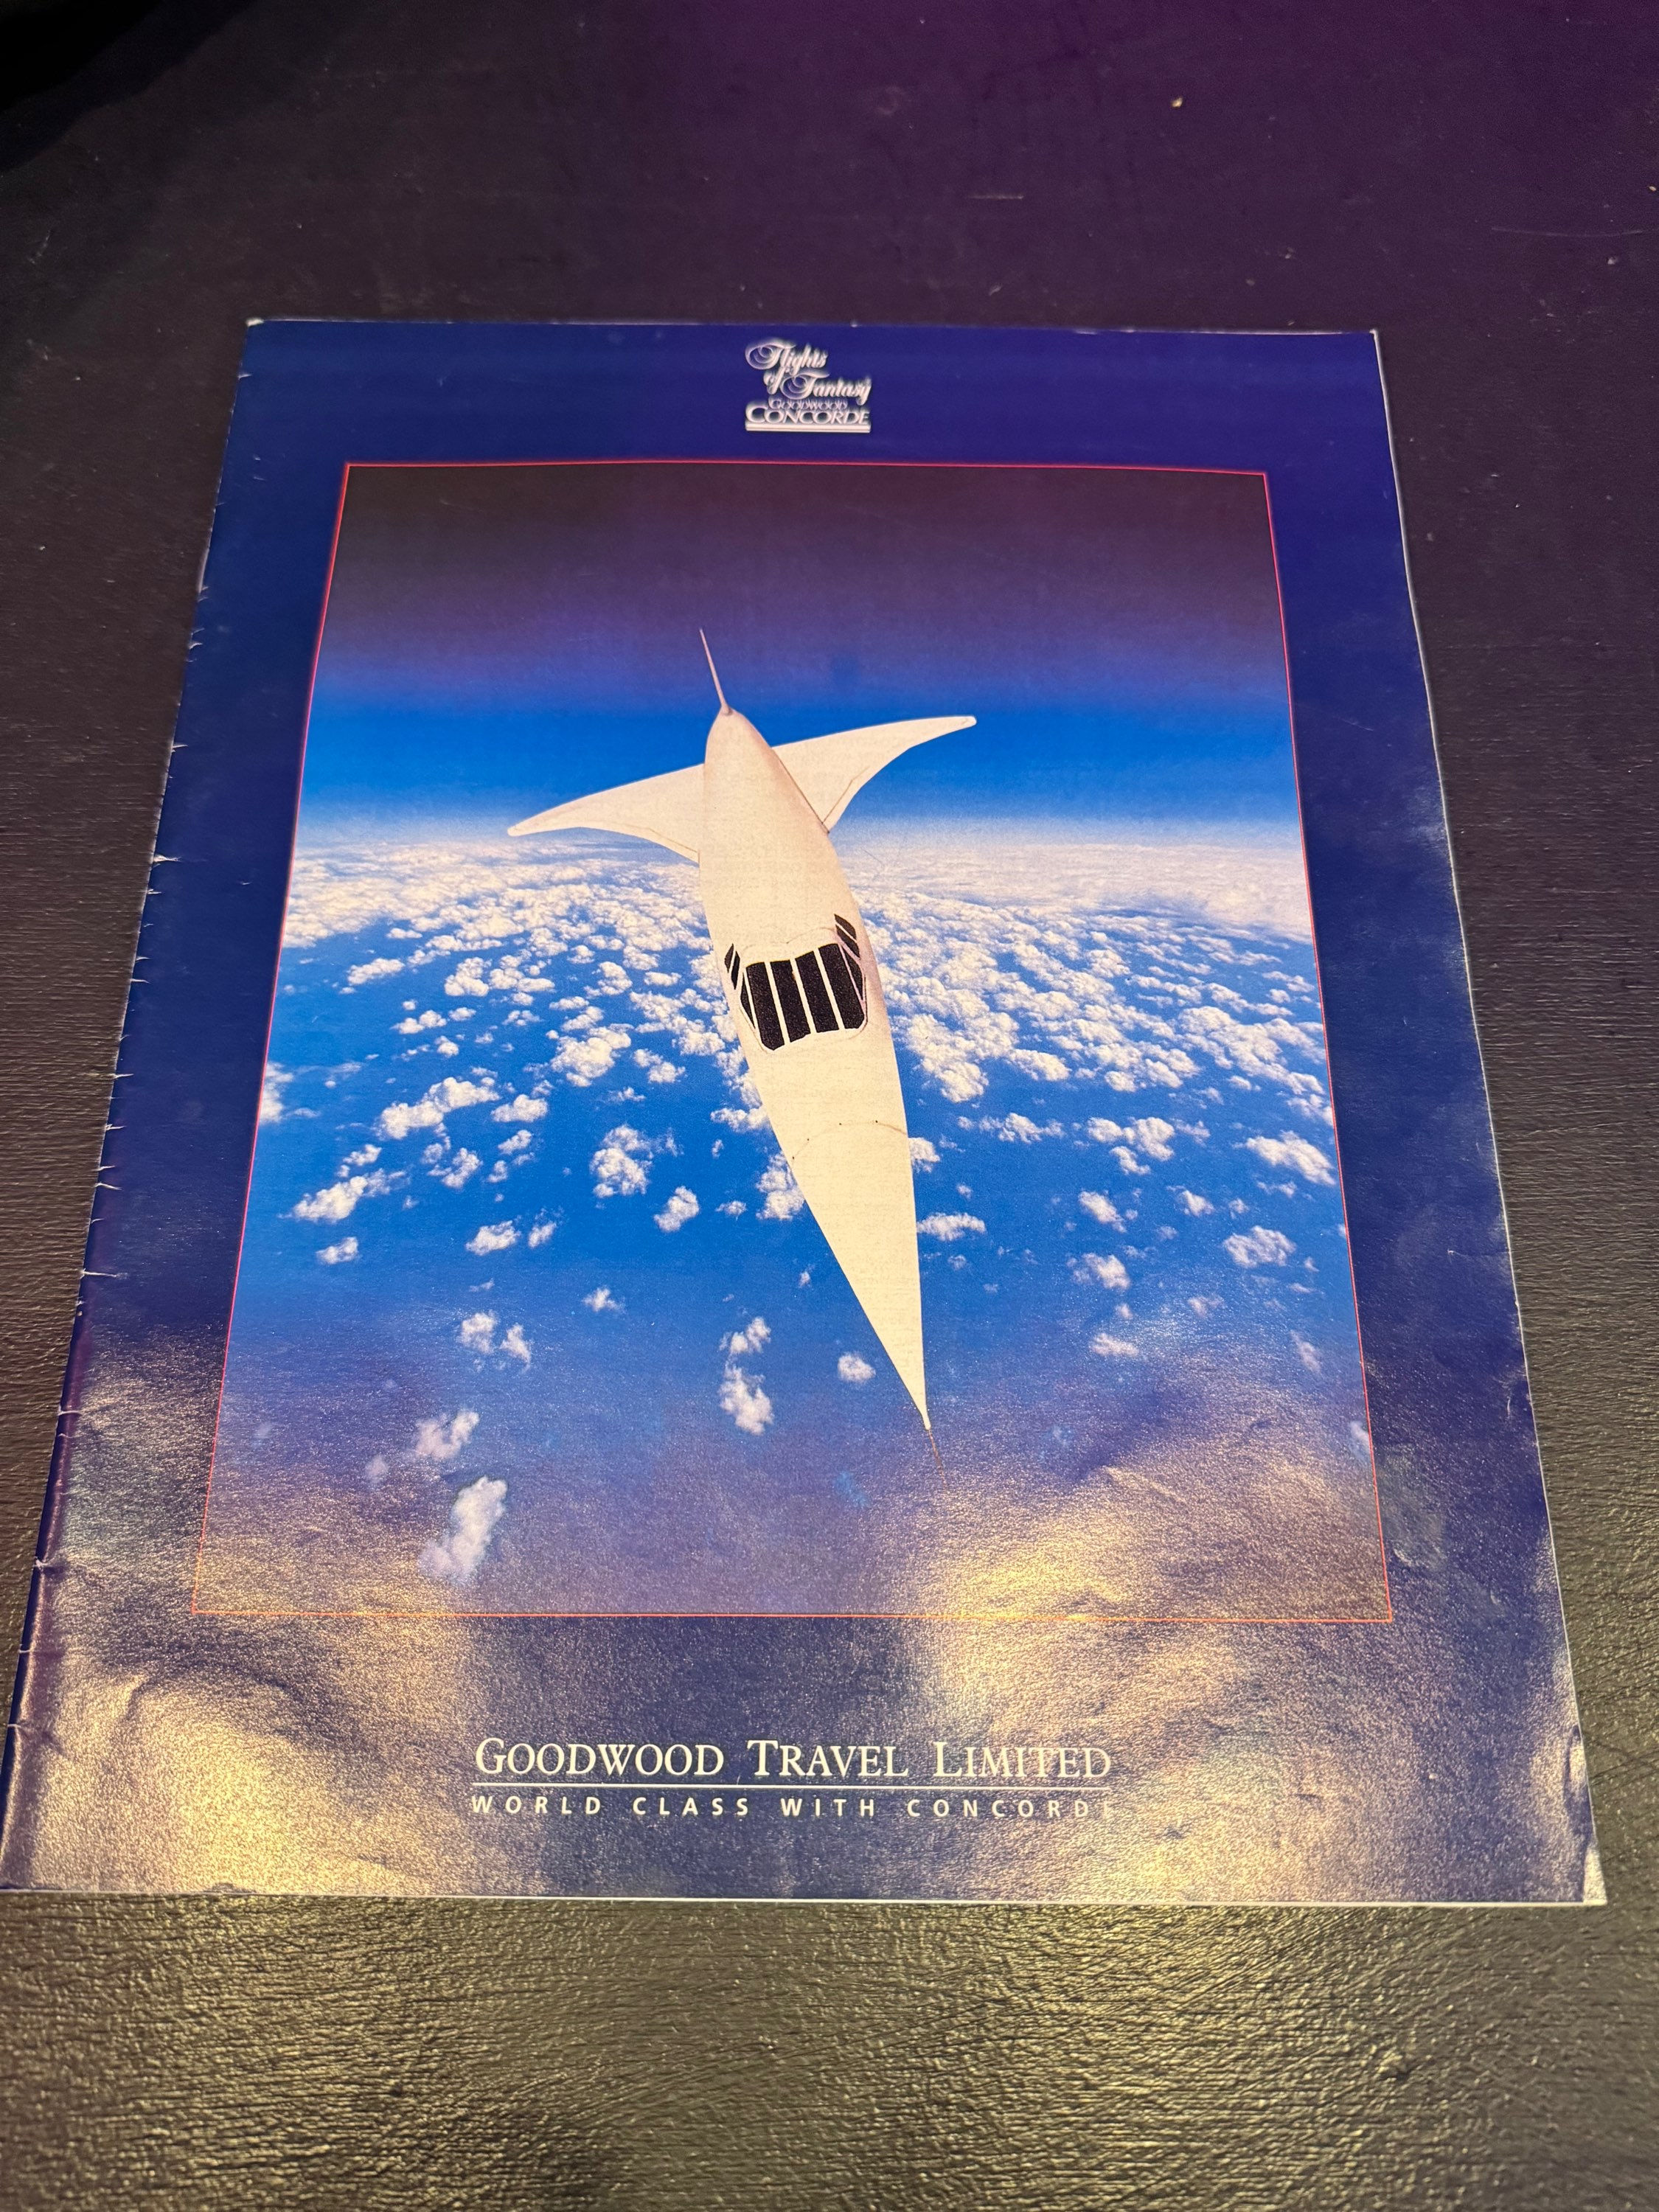 Flights
of Fantasy
GOODWOOD
CONCORDE
GOODWOOD TRAVEL LIMITED
WORLD CLASS WITH CONCORDE